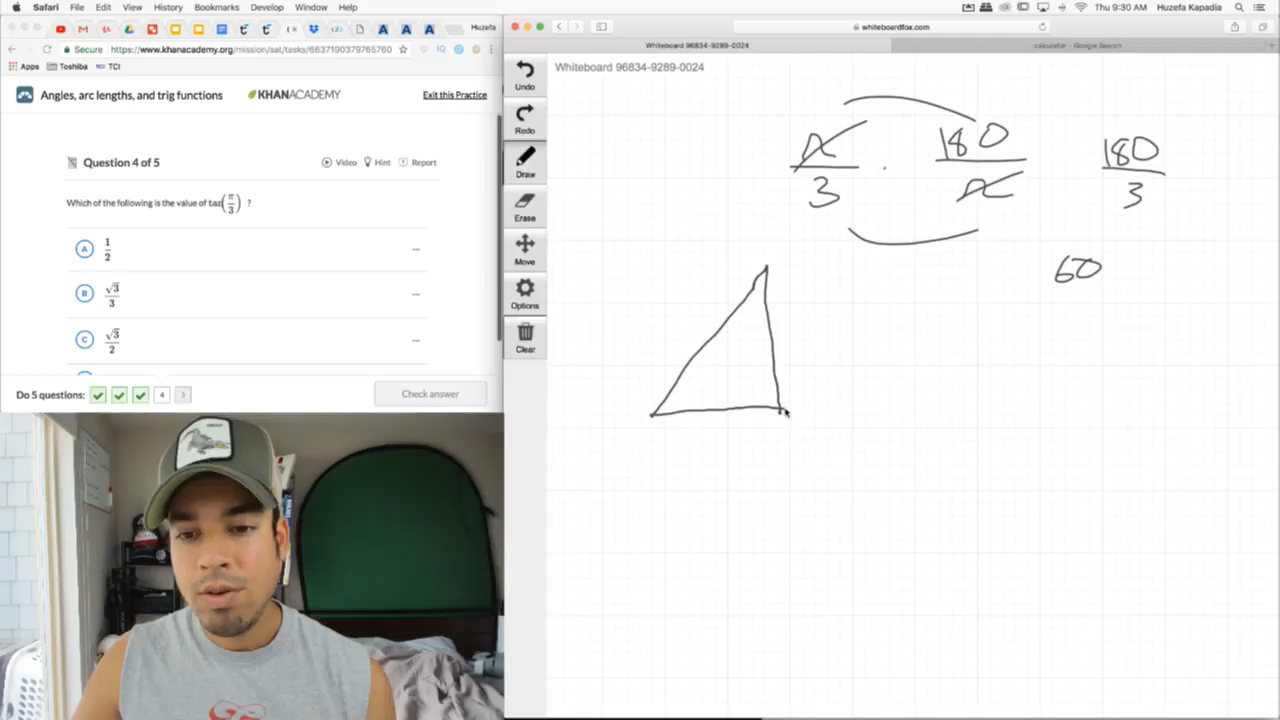 Safari File Edit View History Bookmarks Develop Window Help Thu 9:30 AM Huzefa Kapadia
Huzefa
Secure https://www.khanacademy.org/mission/sat/tasks/6637190379765760
Apps Toshiba TCI
Angles, arc lengths, and trig functions KHANACADEMY Exit this Practice
Question 4 of 5 Video Hint Report
Which of the following is the value of tan(π/3) ?
A 1/2
B √3/3
C √3/2
Do 5 questions: 4 5 Check answer
whiteboardfox.com
Whiteboard 96834-9289-0024 calculator - Google Search
Whiteboard 96834-9289-0024
Undo
Redo
Draw
Erase
Move
Options
Clear
π/3 · 180/π 180/3
60